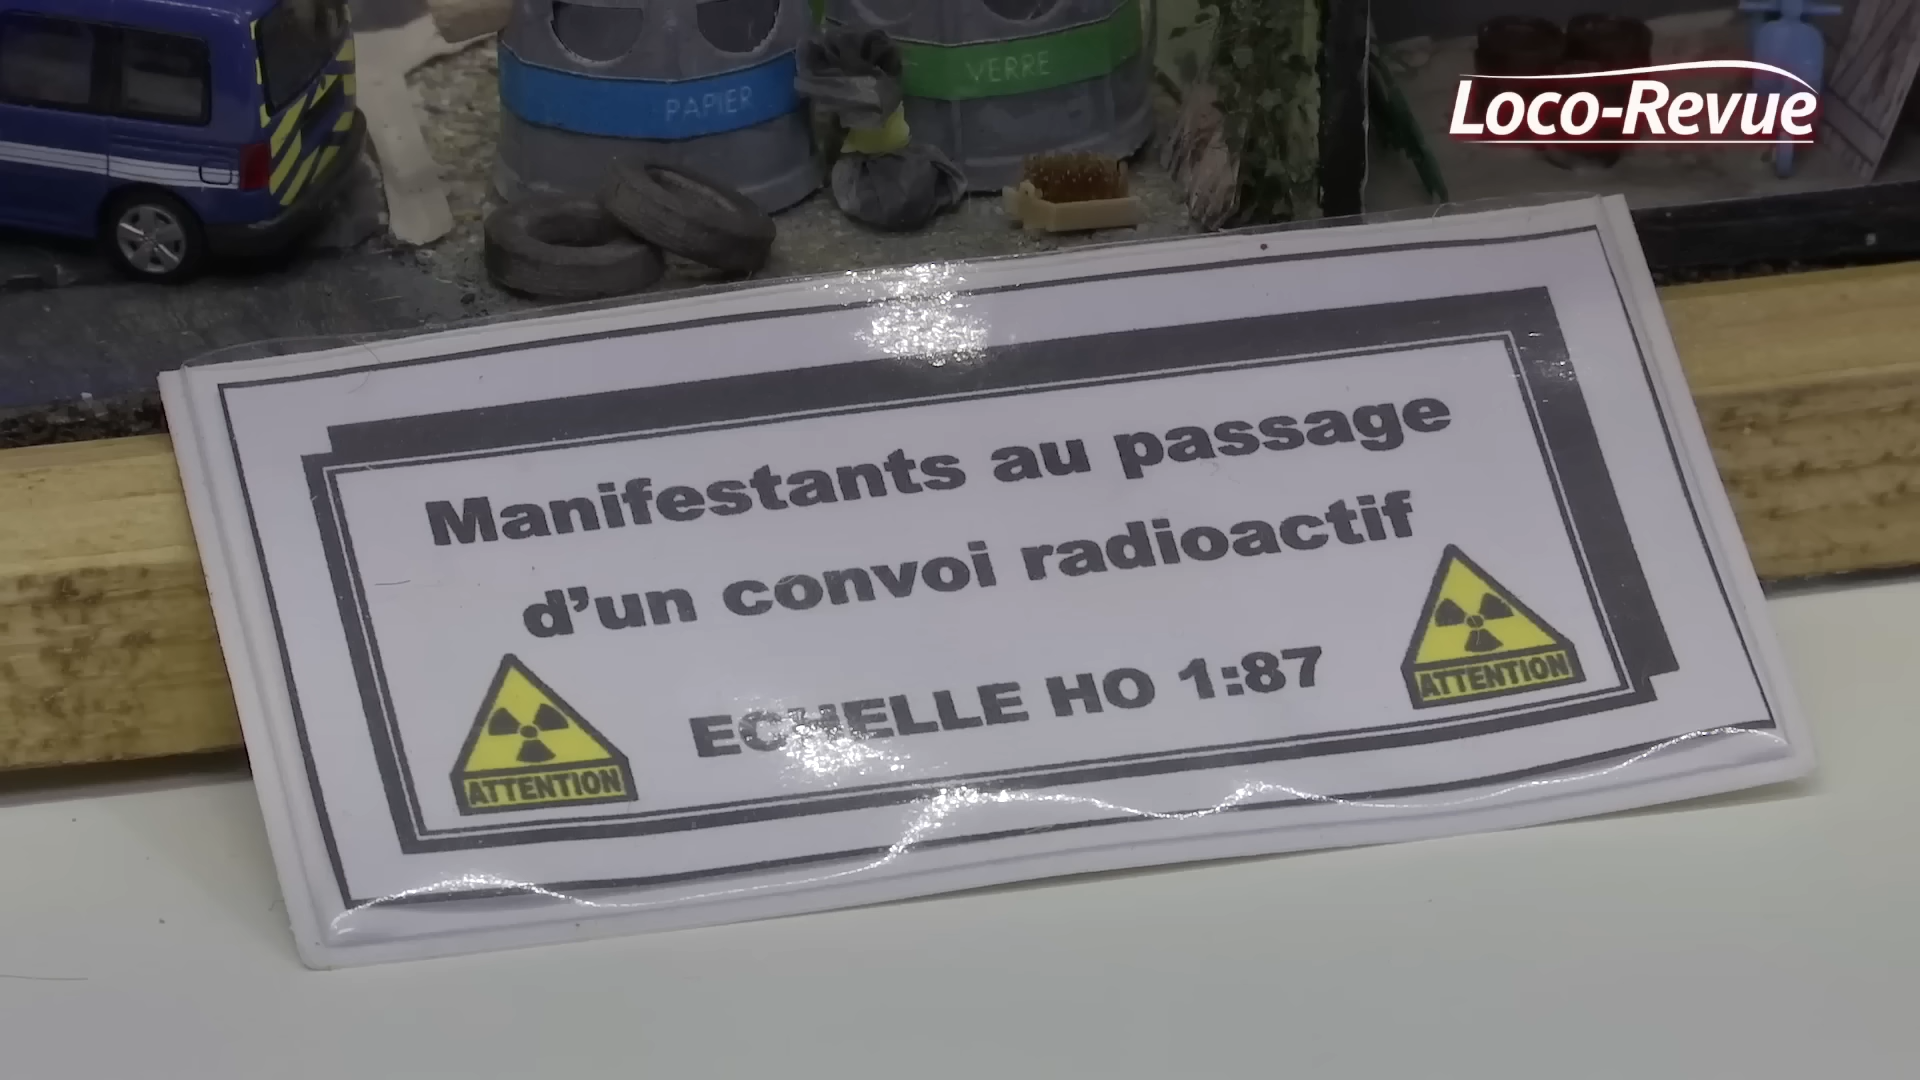 PAPIER
VERRE
Loco-Revue
Manifestants au passage
d'un convoi radioactif
ECHELLE HO 1:87
ATTENTION
ATTENTION